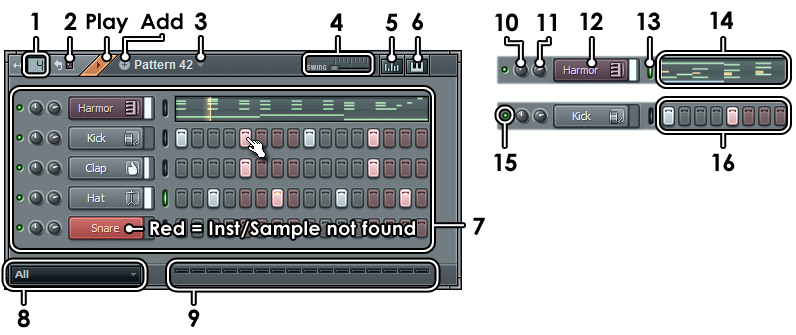 1 2 Play Add 3 4 5 6
Pattern 42
SWING
Harmor
Kick
Clap
Hat
Snare Red = Inst/Sample not found
7
All
8 9
10 11 12 13 14
Harmor
Kick
15 16